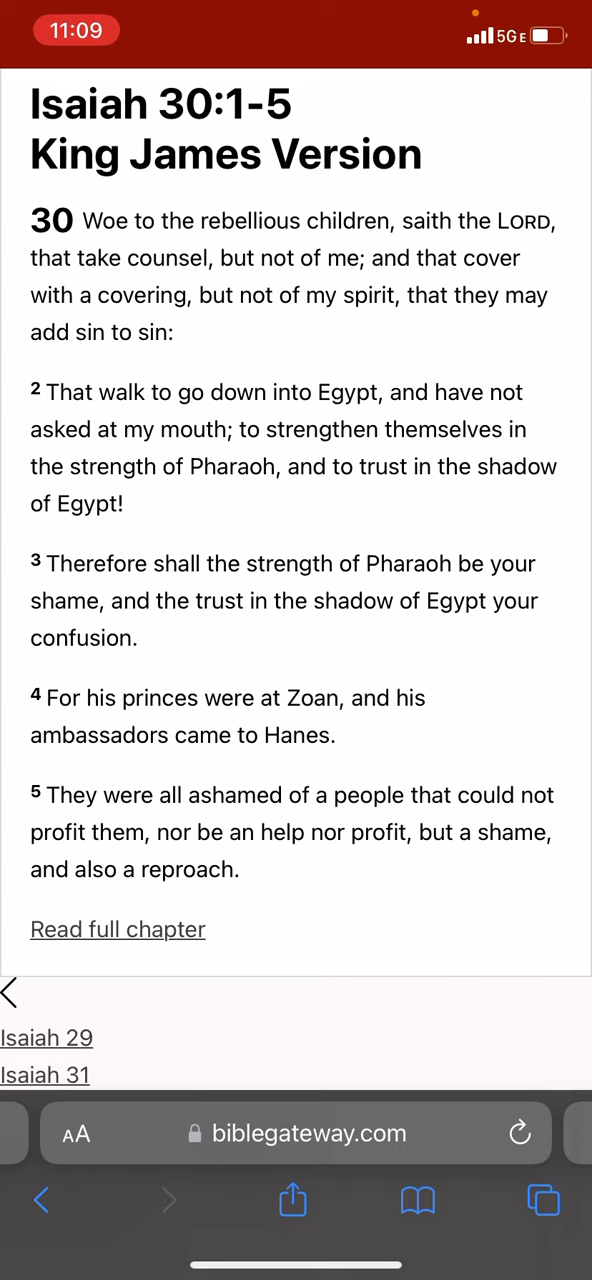 11:09
5GE
Isaiah 30:1-5
King James Version
30 Woe to the rebellious children, saith the LORD,
that take counsel, but not of me; and that cover
with a covering, but not of my spirit, that they may
add sin to sin:
2 That walk to go down into Egypt, and have not
asked at my mouth; to strengthen themselves in
the strength of Pharaoh, and to trust in the shadow
of Egypt!
3 Therefore shall the strength of Pharaoh be your
shame, and the trust in the shadow of Egypt your
confusion.
4 For his princes were at Zoan, and his
ambassadors came to Hanes.
5 They were all ashamed of a people that could not
profit them, nor be an help nor profit, but a shame,
and also a reproach.
Read full chapter
Isaiah 29
Isaiah 31
AA
biblegateway.com